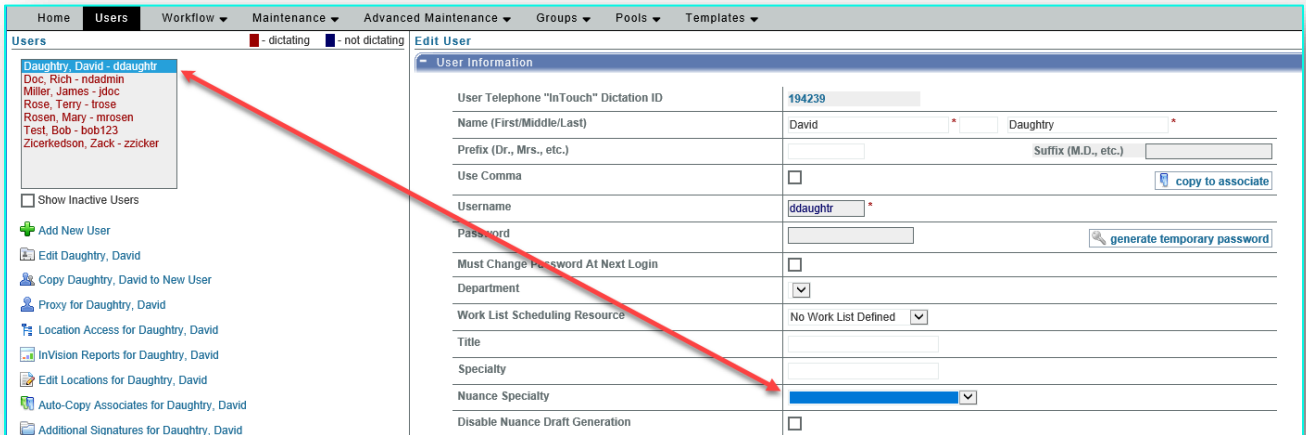 Home Users Workflow Maintenance Advanced Maintenance Groups Pools Templates
Users - dictating - not dictating
Daughtry, David - ddaughtr
Doc, Rich - ndadmin
Miller, James - jdoc
Rose, Terry - trose
Rosen, Mary - mrosen
Test, Bob - bob123
Zicerkedson, Zack - zzicker
Show Inactive Users
Add New User
Edit Daughtry, David
Copy Daughtry, David to New User
Proxy for Daughtry, David
Location Access for Daughtry, David
InVision Reports for Daughtry, David
Edit Locations for Daughtry, David
Auto-Copy Associates for Daughtry, David
Additional Signatures for Daughtry, David
Edit User
User Information
User Telephone "InTouch" Dictation ID 194239
Name (First/Middle/Last) David * Daughtry *
Prefix (Dr., Mrs., etc.) Suffix (M.D., etc.)
Use Comma copy to associate
Username ddaughtr *
Password generate temporary password
Must Change Password At Next Login
Department
Work List Scheduling Resource No Work List Defined
Title
Specialty
Nuance Specialty
Disable Nuance Draft Generation